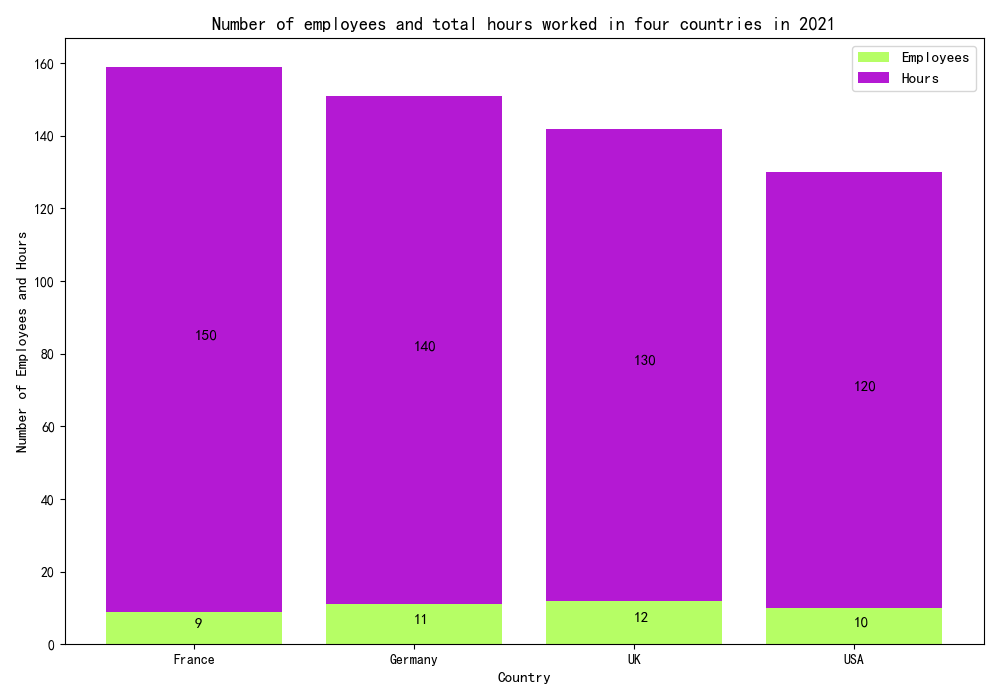 Number of employees and total hours worked in four countries in 2021
Employees
Hours
Number of Employees and Hours
160
140
120
100
80
60
40
20
0
150
140
130
120
9
11
12
10
France
Germany
UK
USA
Country